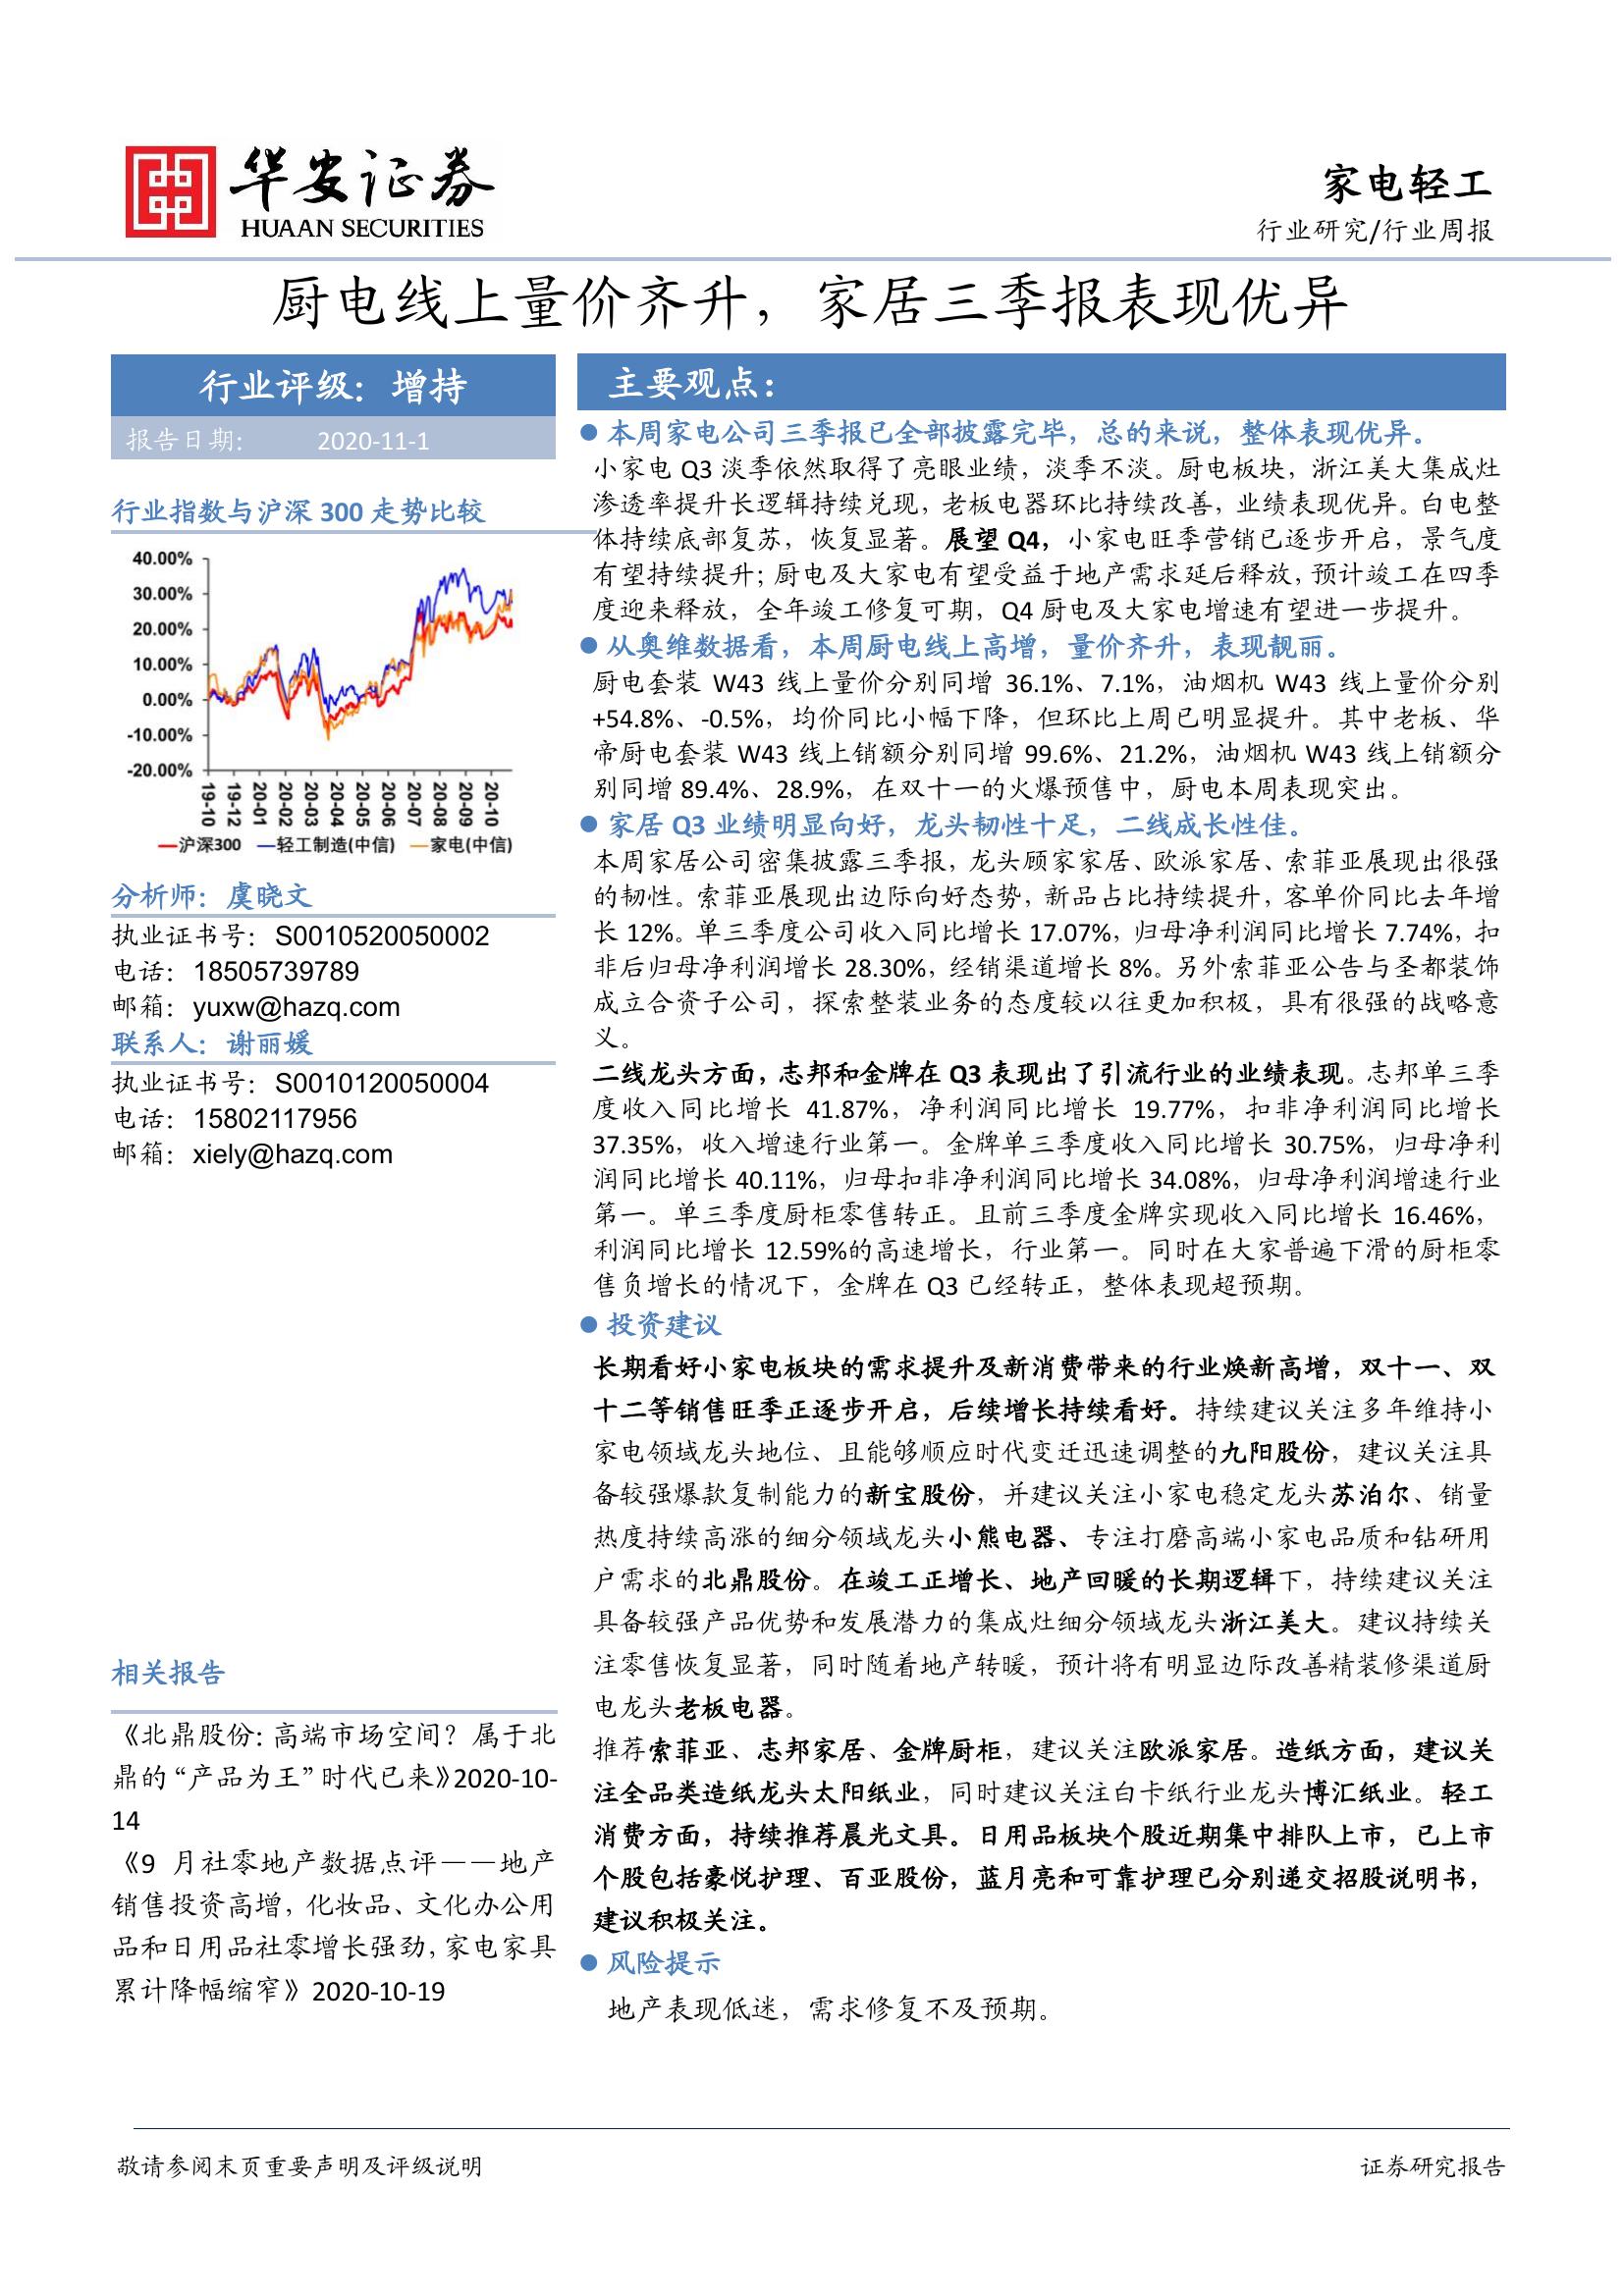 华安证券
HUAAN SECURITIES
家电轻工
行业研究/行业周报
厨电线上量价齐升，家居三季报表现优异
行业评级：增持
报告日期： 2020-11-1
行业指数与沪深 300 走势比较
40.00%
30.00%
20.00%
10.00%
0.00%
-10.00%
-20.00%
19-10
19-12
20-01
20-02
20-03
20-04
20-05
20-06
20-07
20-08
20-09
20-10
沪深300 轻工制造(中信) 家电(中信)
分析师：虞晓文
执业证书号：S0010520050002
电话：18505739789
邮箱：yuxw@hazq.com
联系人：谢丽媛
执业证书号：S0010120050004
电话：15802117956
邮箱：xiely@hazq.com
相关报告
《北鼎股份：高端市场空间？属于北
鼎的“产品为王”时代已来》2020-10-
14
《9 月社零地产数据点评——地产
销售投资高增，化妆品、文化办公用
品和日用品社零增长强劲，家电家具
累计降幅缩窄》2020-10-19
主要观点：
● 本周家电公司三季报已全部披露完毕，总的来说，整体表现优异。
小家电 Q3 淡季依然取得了亮眼业绩，淡季不淡。厨电板块，浙江美大集成灶
渗透率提升长逻辑持续兑现，老板电器环比持续改善，业绩表现优异。白电整
体持续底部复苏，恢复显著。展望 Q4，小家电旺季营销已逐步开启，景气度
有望持续提升；厨电及大家电有望受益于地产需求延后释放，预计竣工在四季
度迎来释放，全年竣工修复可期，Q4 厨电及大家电增速有望进一步提升。
● 从奥维数据看，本周厨电线上高增，量价齐升，表现靓丽。
厨电套装 W43 线上量价分别同增 36.1%、7.1%，油烟机 W43 线上量价分别
+54.8%、-0.5%，均价同比小幅下降，但环比上周已明显提升。其中老板、华
帝厨电套装 W43 线上销额分别同增 99.6%、21.2%，油烟机 W43 线上销额分
别同增 89.4%、28.9%，在双十一的火爆预售中，厨电本周表现突出。
● 家居 Q3 业绩明显向好，龙头韧性十足，二线成长性佳。
本周家居公司密集披露三季报，龙头顾家家居、欧派家居、索菲亚展现出很强
的韧性。索菲亚展现出边际向好态势，新品占比持续提升，客单价同比去年增
长 12%。单三季度公司收入同比增长 17.07%，归母净利润同比增长 7.74%，扣
非后归母净利润增长 28.30%，经销渠道增长 8%。另外索菲亚公告与圣都装饰
成立合资子公司，探索整装业务的态度较以往更加积极，具有很强的战略意
义。
二线龙头方面，志邦和金牌在 Q3 表现出了引流行业的业绩表现。志邦单三季
度收入同比增长 41.87%，净利润同比增长 19.77%，扣非净利润同比增长
37.35%，收入增速行业第一。金牌单三季度收入同比增长 30.75%，归母净利
润同比增长 40.11%，归母扣非净利润同比增长 34.08%，归母净利润增速行业
第一。单三季度厨柜零售转正。且前三季度金牌实现收入同比增长 16.46%，
利润同比增长 12.59%的高速增长，行业第一。同时在大家普遍下滑的厨柜零
售负增长的情况下，金牌在 Q3 已经转正，整体表现超预期。
● 投资建议
长期看好小家电板块的需求提升及新消费带来的行业焕新高增，双十一、双
十二等销售旺季正逐步开启，后续增长持续看好。持续建议关注多年维持小
家电领域龙头地位、且能够顺应时代变迁迅速调整的九阳股份，建议关注具
备较强爆款复制能力的新宝股份，并建议关注小家电稳定龙头苏泊尔、销量
热度持续高涨的细分领域龙头小熊电器、专注打磨高端小家电品质和钻研用
户需求的北鼎股份。在竣工正增长、地产回暖的长期逻辑下，持续建议关注
具备较强产品优势和发展潜力的集成灶细分领域龙头浙江美大。建议持续关
注零售恢复显著，同时随着地产转暖，预计将有明显边际改善精装修渠道厨
电龙头老板电器。
推荐索菲亚、志邦家居、金牌厨柜，建议关注欧派家居。造纸方面，建议关
注全品类造纸龙头太阳纸业，同时建议关注白卡纸行业龙头博汇纸业。轻工
消费方面，持续推荐晨光文具。日用品板块个股近期集中排队上市，已上市
个股包括豪悦护理、百亚股份，蓝月亮和可靠护理已分别递交招股说明书，
建议积极关注。
● 风险提示
地产表现低迷，需求修复不及预期。
敬请参阅末页重要声明及评级说明
证券研究报告